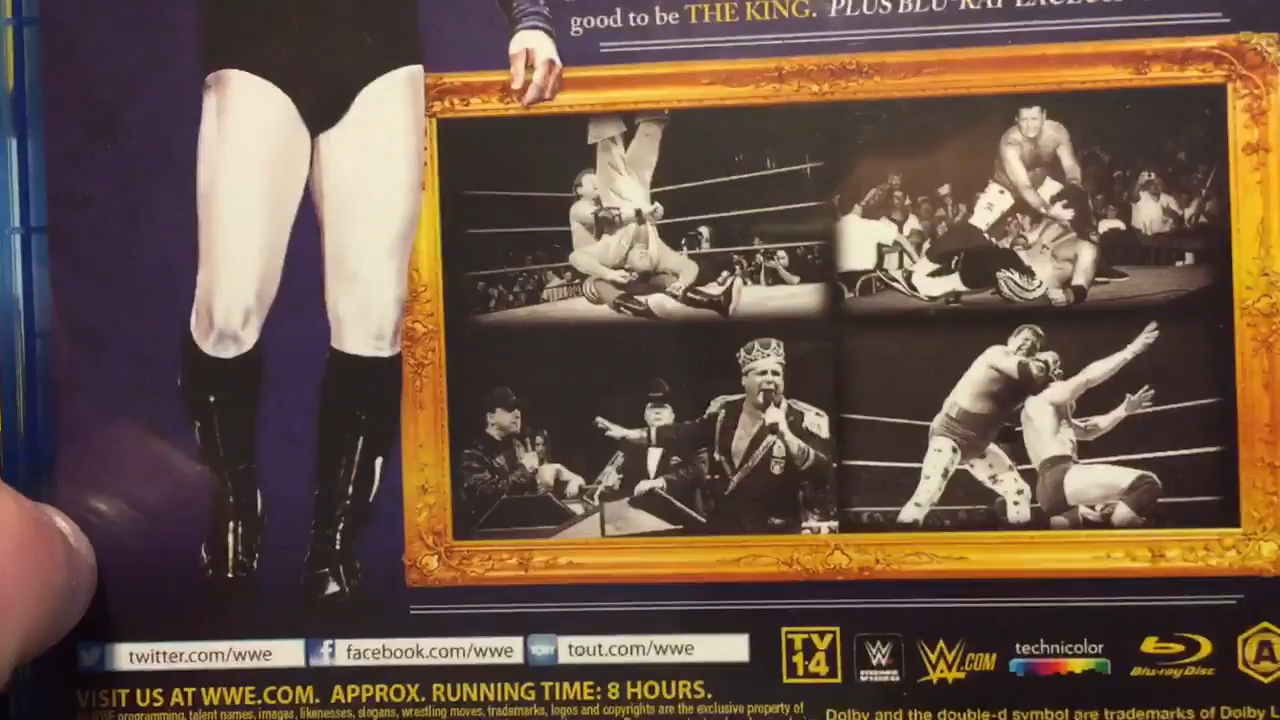 good to be THE KING. PLUS BLU-RAY
twitter.com/wwe
facebook.com/wwe
tout.com/wwe
TV
14
W
W.COM
technicolor
Blu-ray Disc
A
VISIT US AT WWE.COM. APPROX. RUNNING TIME: 8 HOURS.
programming, talent names, images, likenesses, slogans, wrestling moves, trademarks, logos and copyrights are the exclusive property of
Dolby and the double-d symbol are trademarks of Dolby L